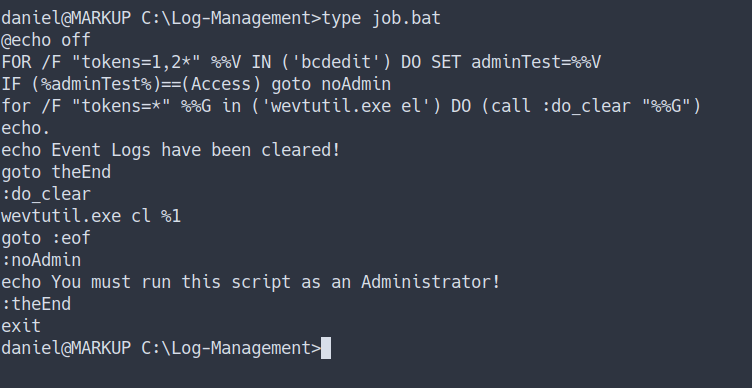 daniel@MARKUP C:\Log-Management>type job.bat
@echo off
FOR /F "tokens=1,2*" %%V IN ('bcdedit') DO SET adminTest=%%V
IF (%adminTest%)==(Access) goto noAdmin
for /F "tokens=*" %%G in ('wevtutil.exe el') DO (call :do_clear "%%G")
echo.
echo Event Logs have been cleared!
goto theEnd
:do_clear
wevtutil.exe cl %1
goto :eof
:noAdmin
echo You must run this script as an Administrator!
:theEnd
exit
daniel@MARKUP C:\Log-Management>